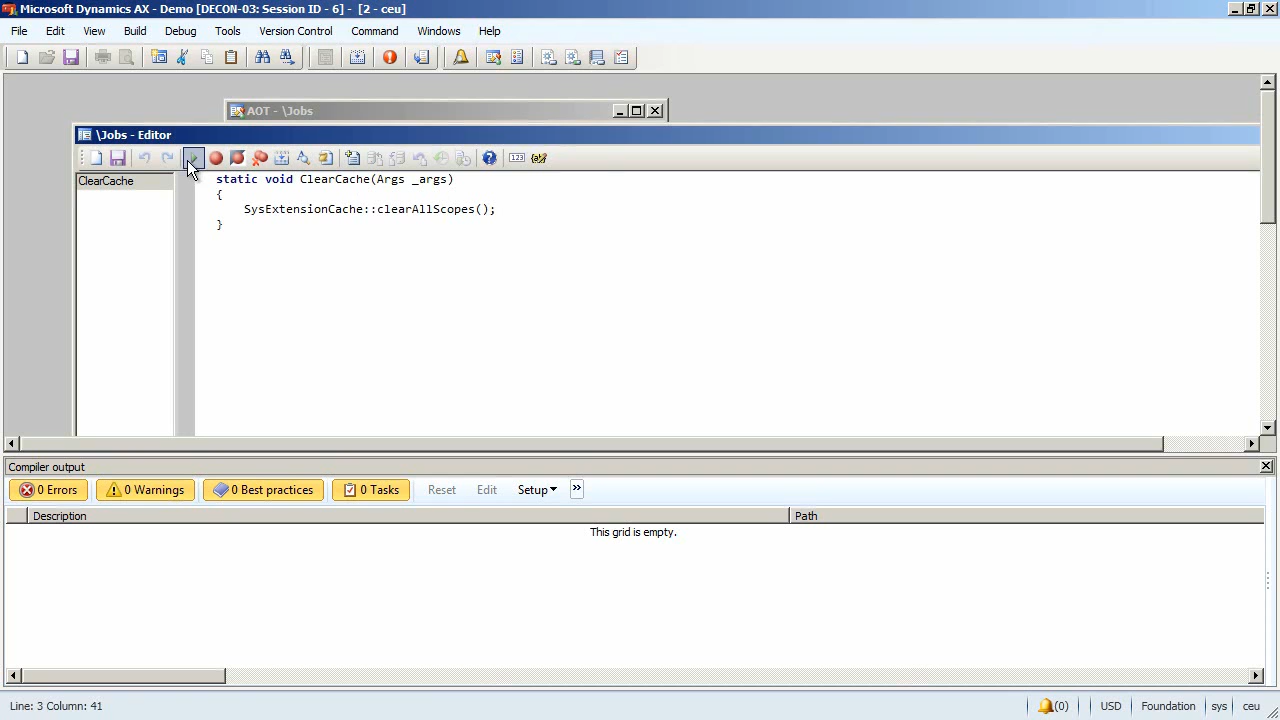 Microsoft Dynamics AX - Demo [DECON-03: Session ID - 6] - [2 - ceu]
File Edit View Build Debug Tools Version Control Command Windows Help
AOT - \Jobs
\Jobs - Editor
123
ClearCache
static void ClearCache(Args _args)
{
SysExtensionCache::clearAllScopes();
}
Compiler output
0 Errors 0 Warnings 0 Best practices 0 Tasks Reset Edit Setup
Description Path
This grid is empty.
Line: 3 Column: 41 (0) USD Foundation sys ceu